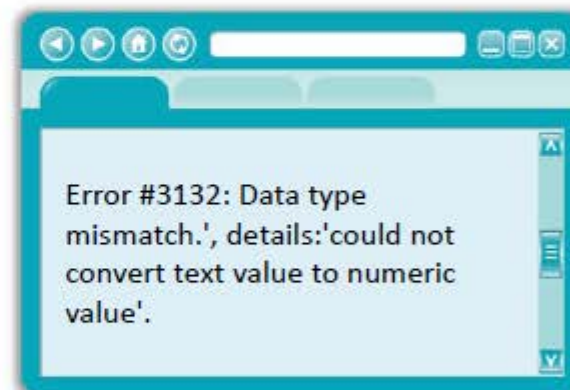 Error #3132: Data type
mismatch.', details:'could not
convert text value to numeric
value'.